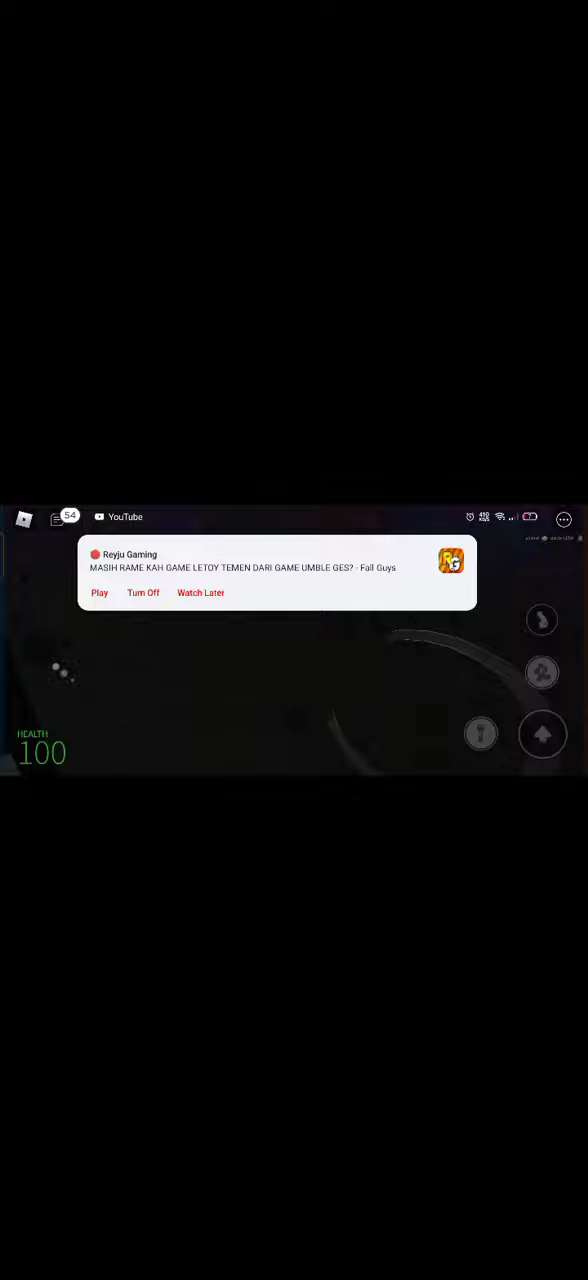 54
YouTube
Reyju Gaming
MASIH RAME KAH GAME LETOY TEMEN DARI GAME UMBLE GES? - Fall Guys
RG
Play
Turn Off
Watch Later
HEALTH
100